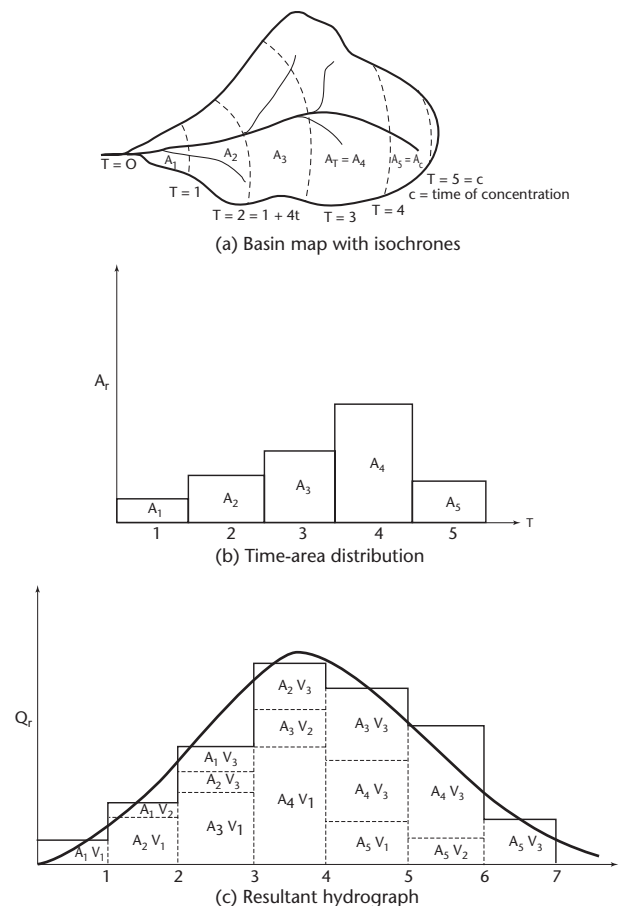 T = O
A1
A2
A3
AT = A4
A5 = Ac
T = 1
T = 2 = 1 + 4t
T = 3
T = 4
T = 5 = c
c = time of concentration
(a) Basin map with isochrones
Ar
A1
A2
A3
A4
A5
1 2 3 4 5
T
(b) Time-area distribution
Qr
A1 V1
A1 V2
A2 V1
A1 V3
A2 V3
A3 V1
A2 V3
A3 V2
A4 V1
A3 V3
A4 V3
A5 V1
A4 V3
A5 V2
A5 V3
1 2 3 4 5 6 7
(c) Resultant hydrograph